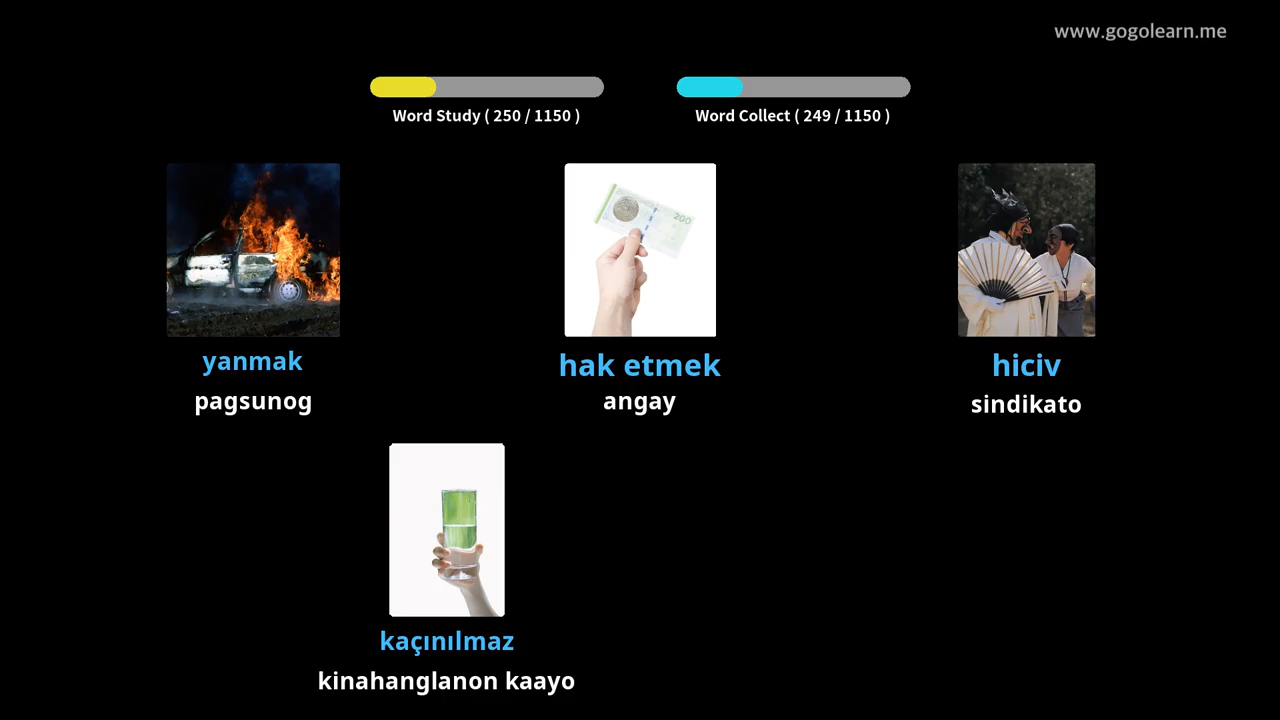 www.gogolearn.me
Word Study ( 250 / 1150 )
Word Collect ( 249 / 1150 )
200
yanmak
hak etmek
hiciv
pagsunog
angay
sindikato
kaçınılmaz
kinahanglanon kaayo